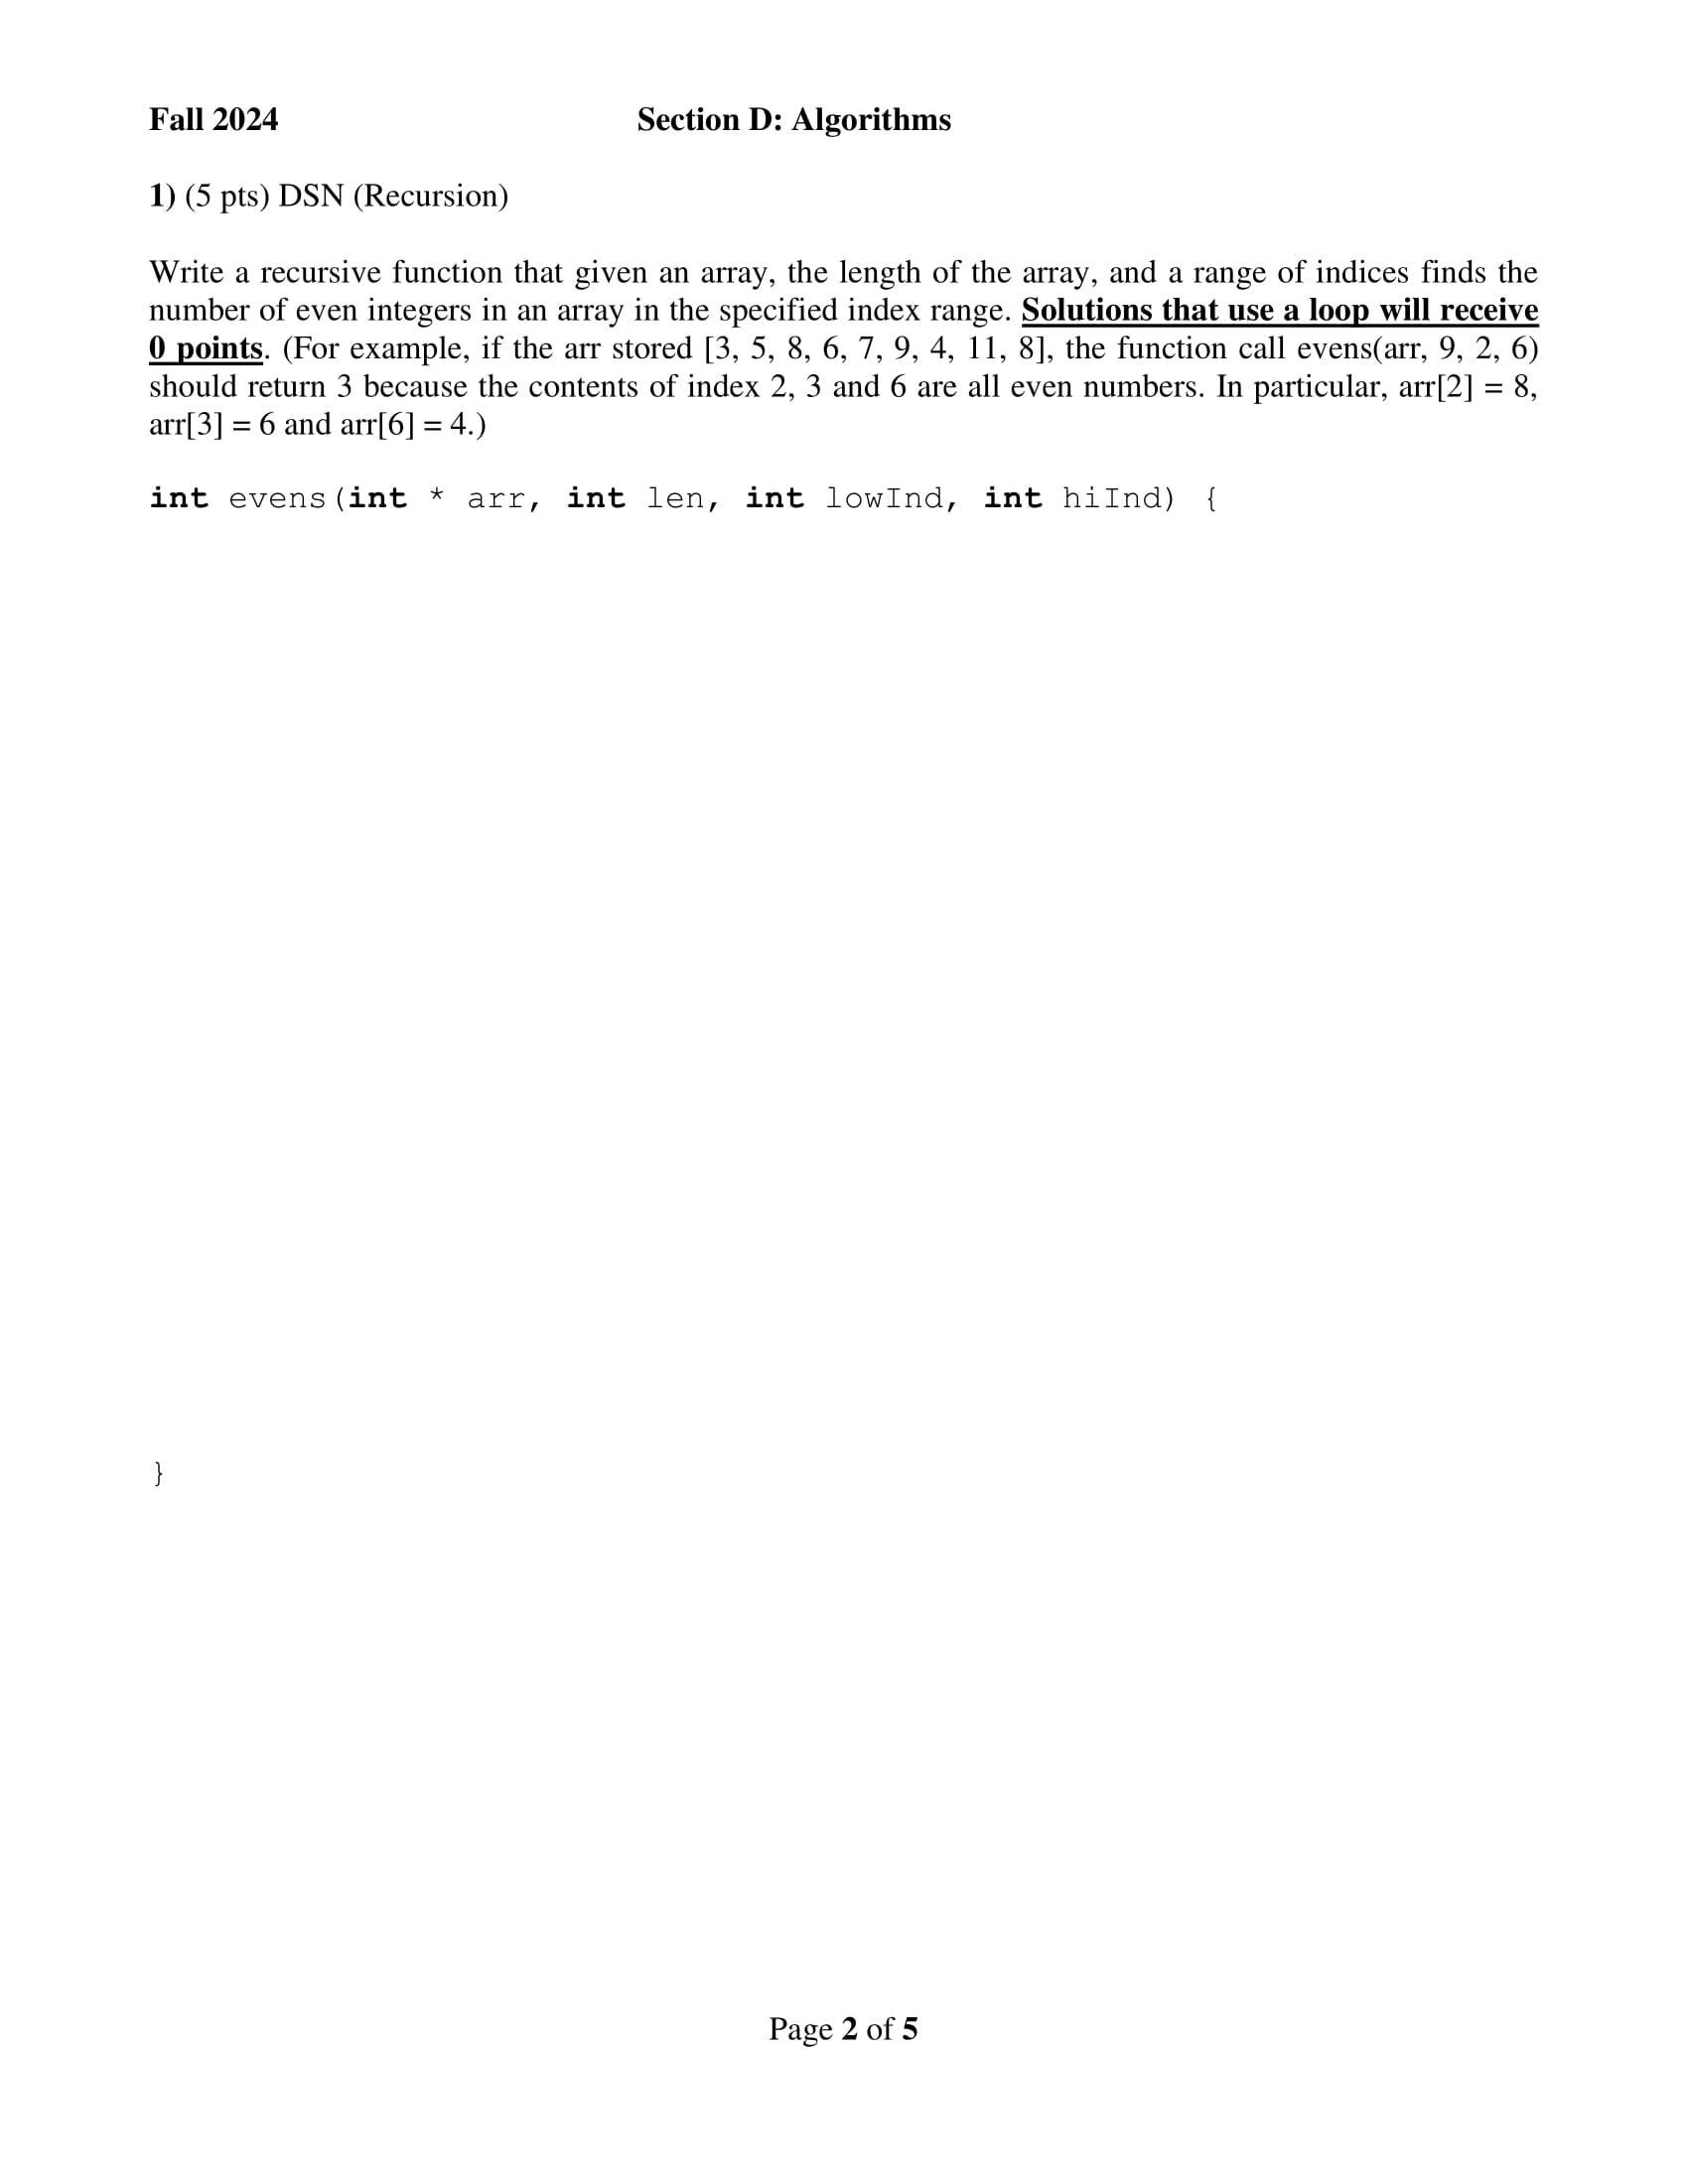 Fall 2024 Section D: Algorithms
1) (5 pts) DSN (Recursion)
Write a recursive function that given an array, the length of the array, and a range of indices finds the
number of even integers in an array in the specified index range. Solutions that use a loop will receive
0 points. (For example, if the arr stored [3, 5, 8, 6, 7, 9, 4, 11, 8], the function call evens(arr, 9, 2, 6)
should return 3 because the contents of index 2, 3 and 6 are all even numbers. In particular, arr[2] = 8,
arr[3] = 6 and arr[6] = 4.)
int evens(int * arr, int len, int lowInd, int hiInd) {
}
Page 2 of 5